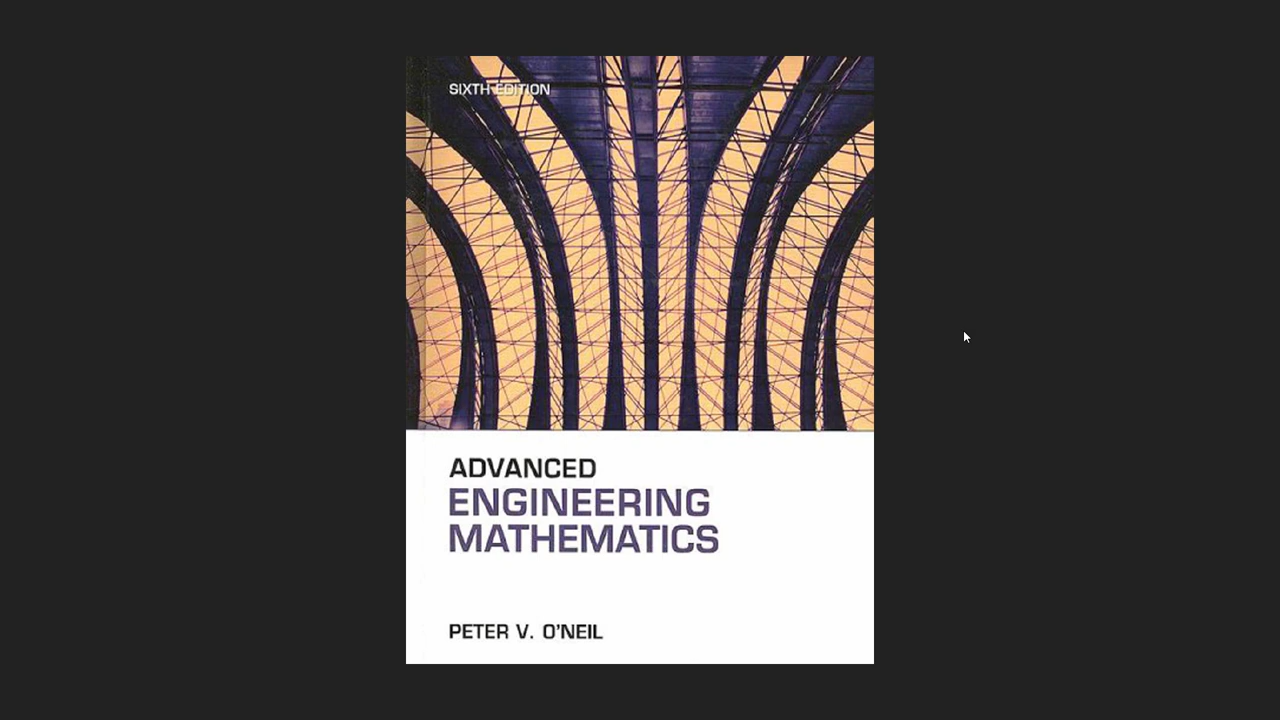 SIXTH EDITION
ADVANCED
ENGINEERING
MATHEMATICS
PETER V. O'NEIL